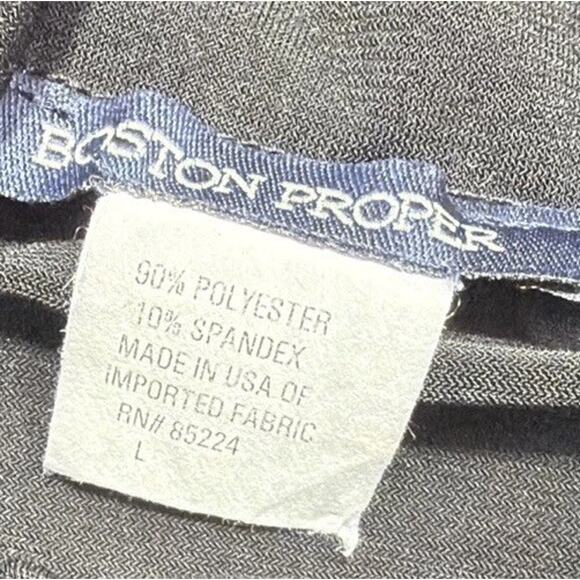 BOSTON PROPER
90% POLYESTER
10% SPANDEX
MADE IN USA OF
IMPORTED FABRIC
RN# 85224
L